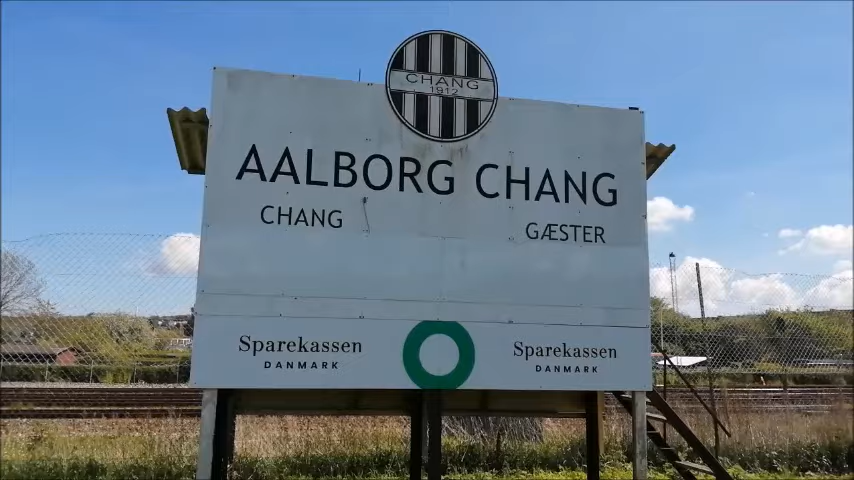 CHANG
1912
AALBORG CHANG
CHANG
GÆSTER
Sparekassen
DANMARK
Sparekassen
DANMARK